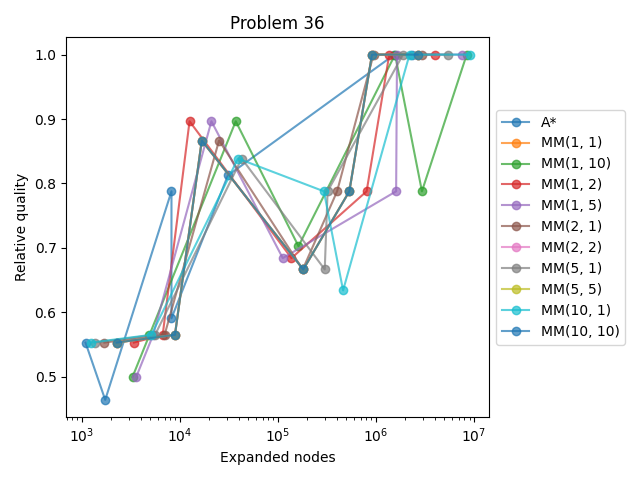 Problem 36
Relative quality
1.0
0.9
0.8
0.7
0.6
0.5
10³
10⁴
10⁵
10⁶
10⁷
Expanded nodes
A*
MM(1, 1)
MM(1, 10)
MM(1, 2)
MM(1, 5)
MM(2, 1)
MM(2, 2)
MM(5, 1)
MM(5, 5)
MM(10, 1)
MM(10, 10)